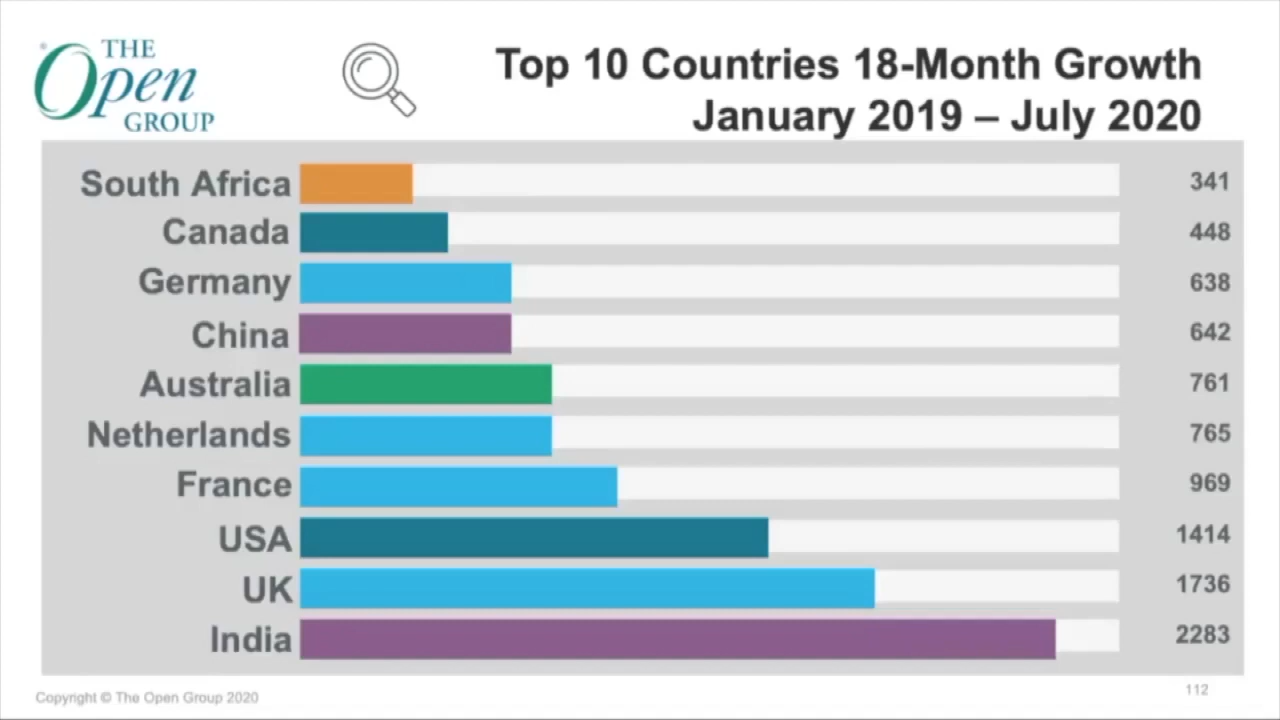 THE
Open
GROUP
Top 10 Countries 18-Month Growth
January 2019 – July 2020
South Africa 341
Canada 448
Germany 638
China 642
Australia 761
Netherlands 765
France 969
USA 1414
UK 1736
India 2283
Copyright © The Open Group 2020
112